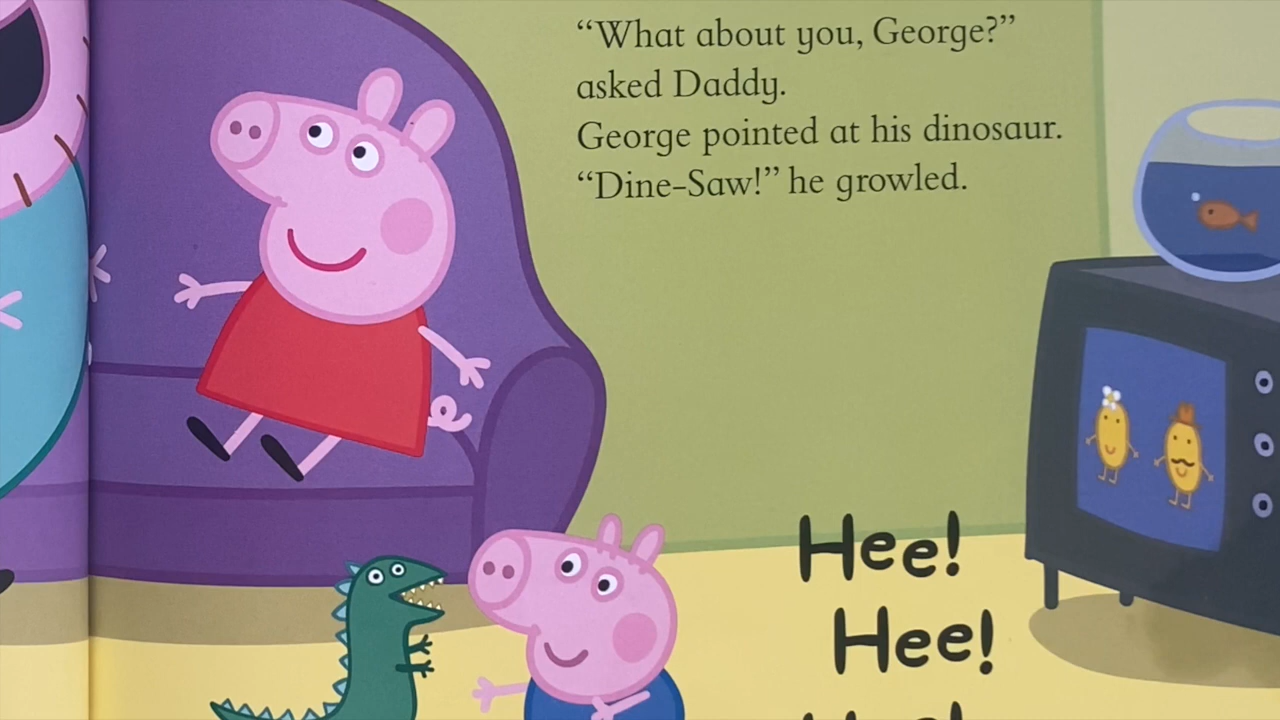 “What about you, George?”
asked Daddy.
George pointed at his dinosaur.
“Dine-Saw!” he growled.
Hee!
Hee!